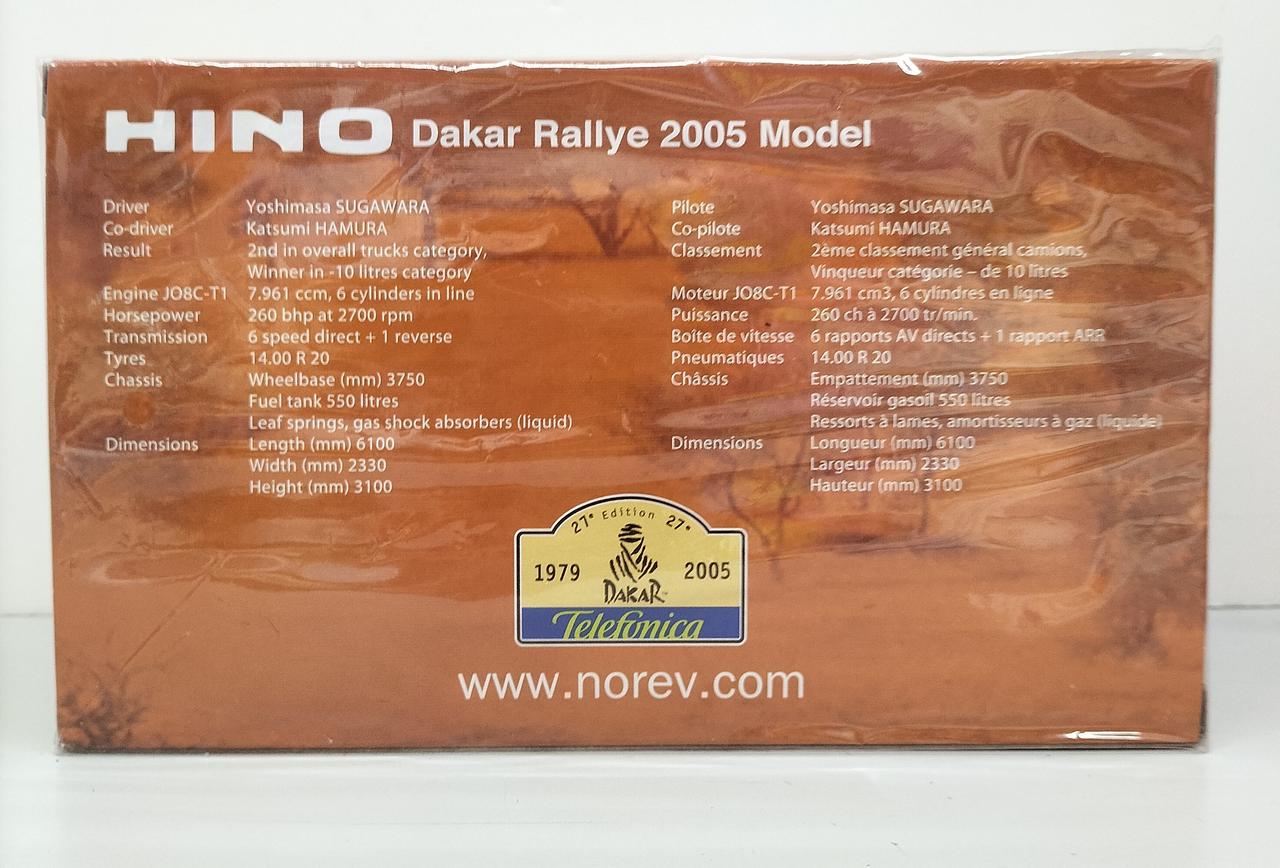 HINO Dakar Rallye 2005 Model
Driver Yoshimasa SUGAWARA
Co-driver Katsumi HAMURA
Result 2nd in overall trucks category,
Winner in -10 litres category
Engine JO8C-T1 7.961 ccm, 6 cylinders in line
Horsepower 260 bhp at 2700 rpm
Transmission 6 speed direct + 1 reverse
Tyres 14.00 R 20
Chassis Wheelbase (mm) 3750
Fuel tank 550 litres
Leaf springs, gas shock absorbers (liquid)
Dimensions Length (mm) 6100
Width (mm) 2330
Height (mm) 3100
Pilote Yoshimasa SUGAWARA
Co-pilote Katsumi HAMURA
Classement 2ème classement général camions,
Vinqueur catégorie – de 10 litres
Moteur JO8C-T1 7.961 cm3, 6 cylindres en ligne
Puissance 260 ch à 2700 tr/min.
Boîte de vitesse 6 rapports AV directs + 1 rapport ARR
Pneumatiques 14.00 R 20
Châssis Empattement (mm) 3750
Réservoir gasoil 550 litres
Ressorts à lames, amortisseurs à gaz (liquide)
Dimensions Longueur (mm) 6100
Largeur (mm) 2330
Hauteur (mm) 3100
27° Edition 27°
1979 2005
DAKAR
Telefónica
www.norev.com